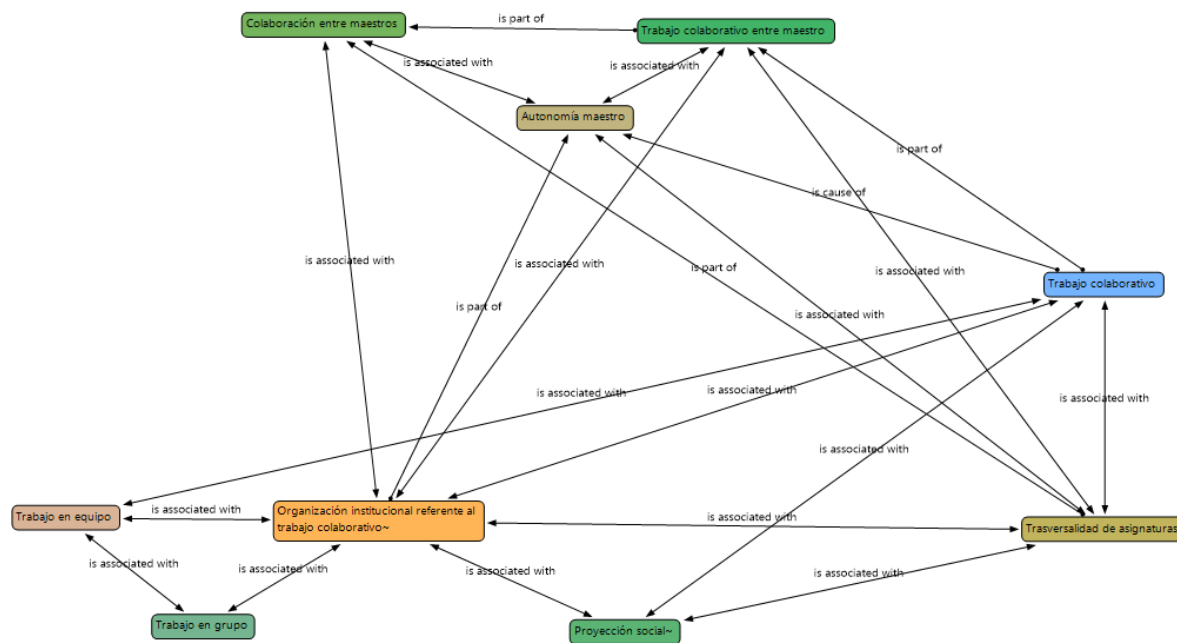 is part of
Colaboración entre maestros
Trabajo colaborativo entre maestro
is associated with
is associated with
Autonomía maestro
is part of
is cause of
is associated with
is associated with
is part of
is associated with
Trabajo colaborativo
is part of
is associated with
is associated with
is associated with
is associated with
is associated with
Trabajo en equipo
is associated with
Organización institucional referente al
trabajo colaborativo~
is associated with
Trasversalidad de asignaturas
is associated with
is associated with
is associated with
is associated with
Trabajo en grupo
Proyección social~